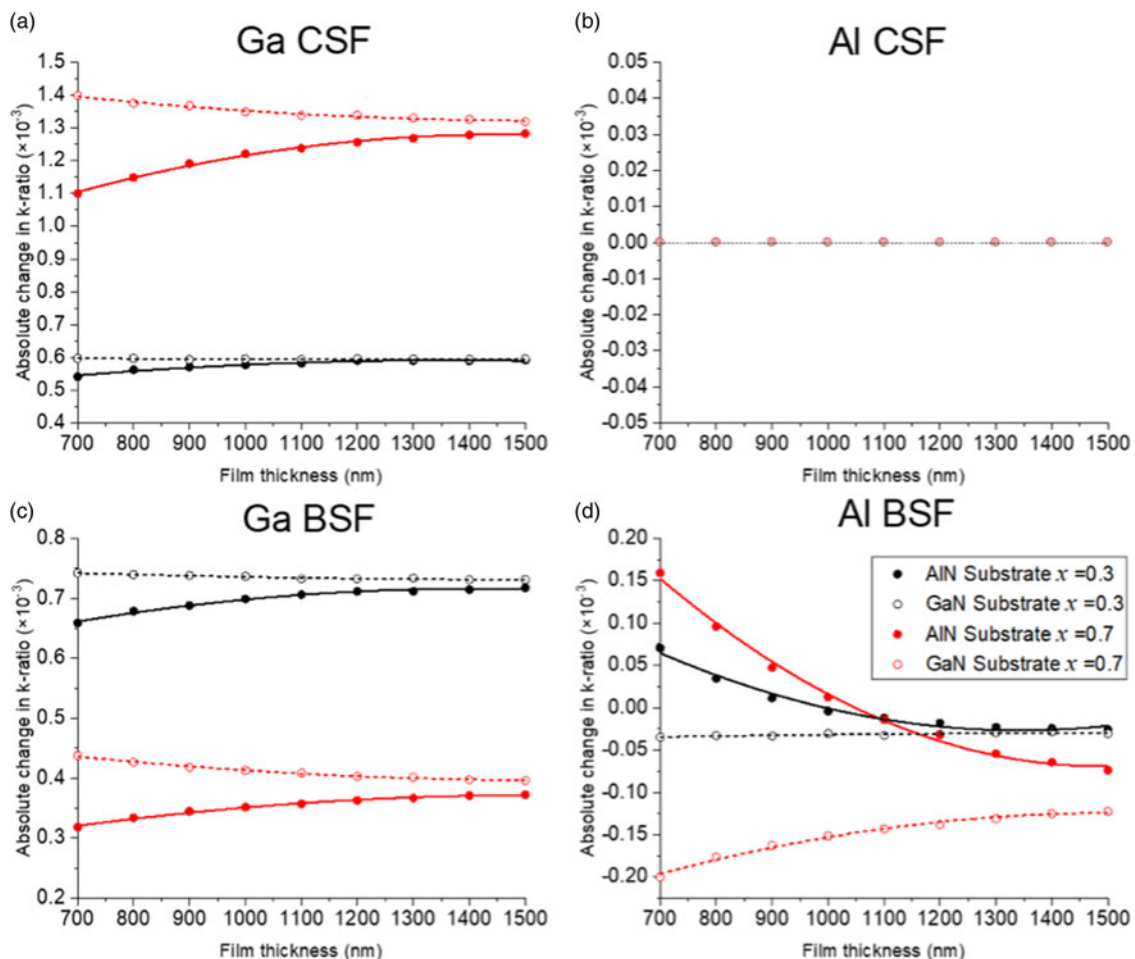 (a)
Ga CSF
Absolute change in k-ratio (×10⁻³)
1.5
1.4
1.3
1.2
1.1
1.0
0.9
0.8
0.7
0.6
0.5
0.4
700 800 900 1000 1100 1200 1300 1400 1500
Film thickness (nm)
(b)
Al CSF
Absolute change in k-ratio (×10⁻³)
0.05
0.04
0.03
0.02
0.01
0.00
-0.01
-0.02
-0.03
-0.04
-0.05
700 800 900 1000 1100 1200 1300 1400 1500
Film thickness (nm)
(c)
Ga BSF
Absolute change in k-ratio (×10⁻³)
0.8
0.7
0.6
0.5
0.4
0.3
0.2
700 800 900 1000 1100 1200 1300 1400 1500
Film thickness (nm)
(d)
Al BSF
Absolute change in k-ratio (×10⁻³)
0.20
0.15
0.10
0.05
0.00
-0.05
-0.10
-0.15
-0.20
AlN Substrate x =0.3
GaN Substrate x =0.3
AlN Substrate x =0.7
GaN Substrate x =0.7
700 800 900 1000 1100 1200 1300 1400 1500
Film thickness (nm)